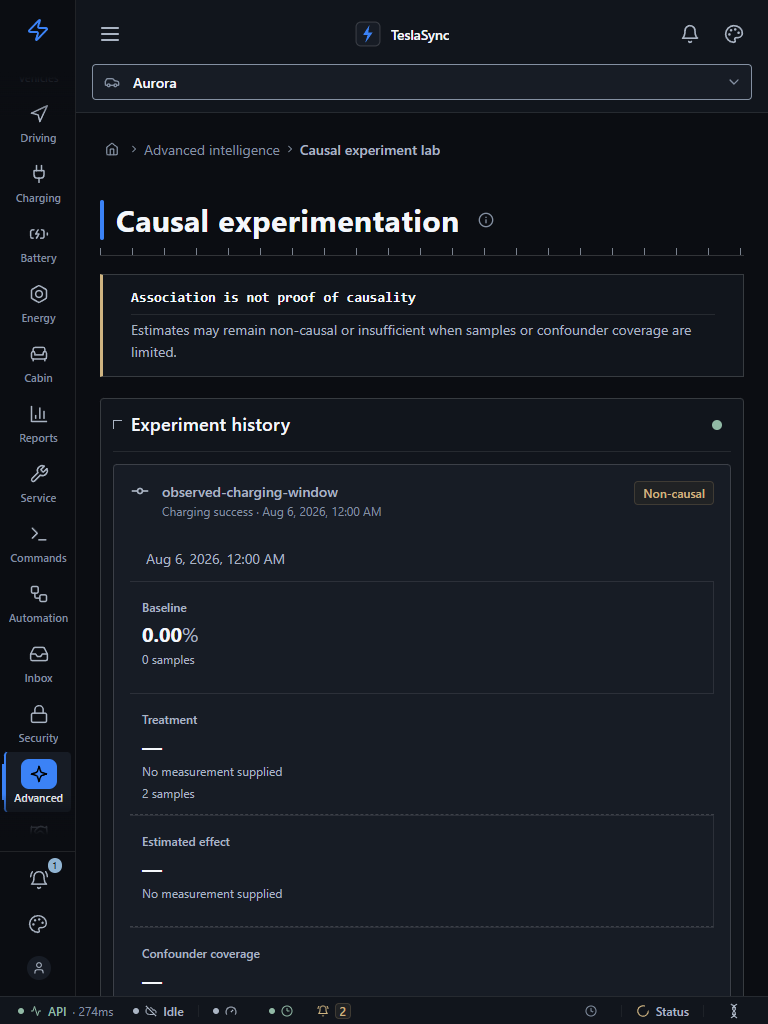 TeslaSync
Aurora
Driving
Charging
Battery
Energy
Cabin
Reports
Service
Commands
Automation
Inbox
Security
Advanced
1
Advanced intelligence
Causal experiment lab
Causal experimentation
Association is not proof of causality
Estimates may remain non-causal or insufficient when samples or confounder coverage are
limited.
Experiment history
observed-charging-window
Non-causal
Charging success · Aug 6, 2026, 12:00 AM
Aug 6, 2026, 12:00 AM
Baseline
0.00%
0 samples
Treatment
—
No measurement supplied
2 samples
Estimated effect
—
No measurement supplied
Confounder coverage
—
API · 274ms
Idle
2
Status